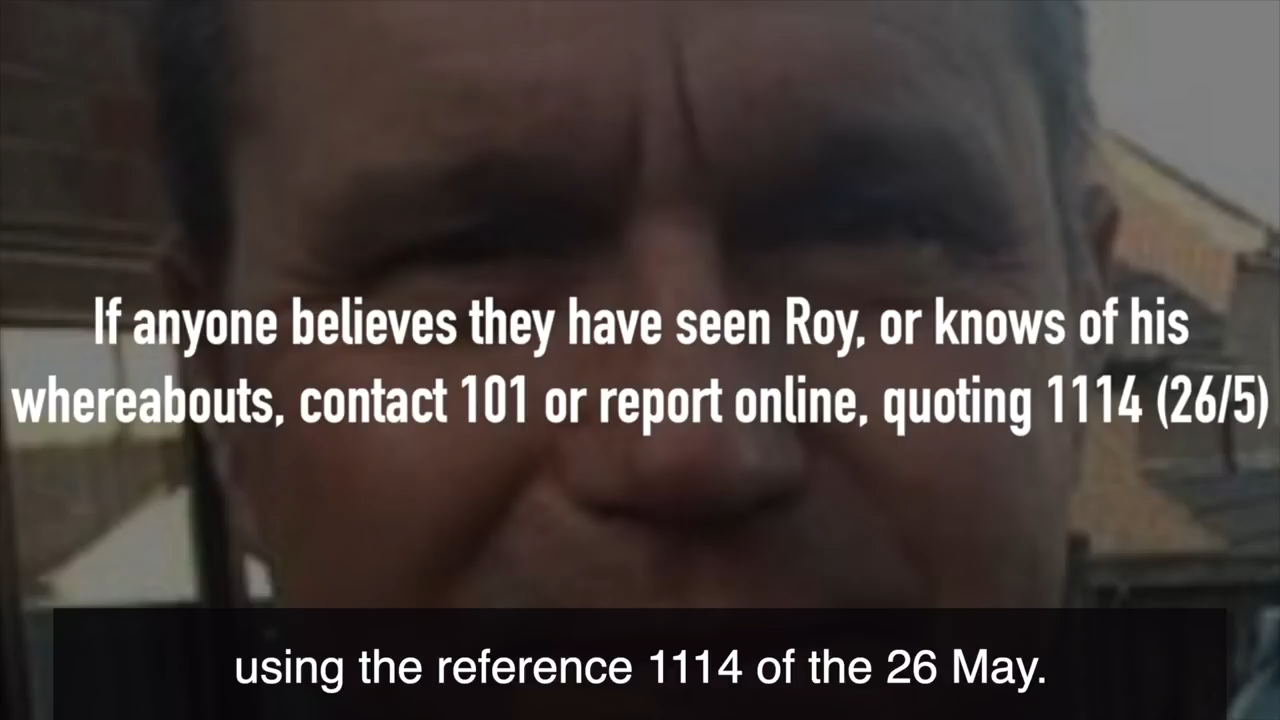 If anyone believes they have seen Roy, or knows of his
whereabouts, contact 101 or report online, quoting 1114 (26/5)
using the reference 1114 of the 26 May.